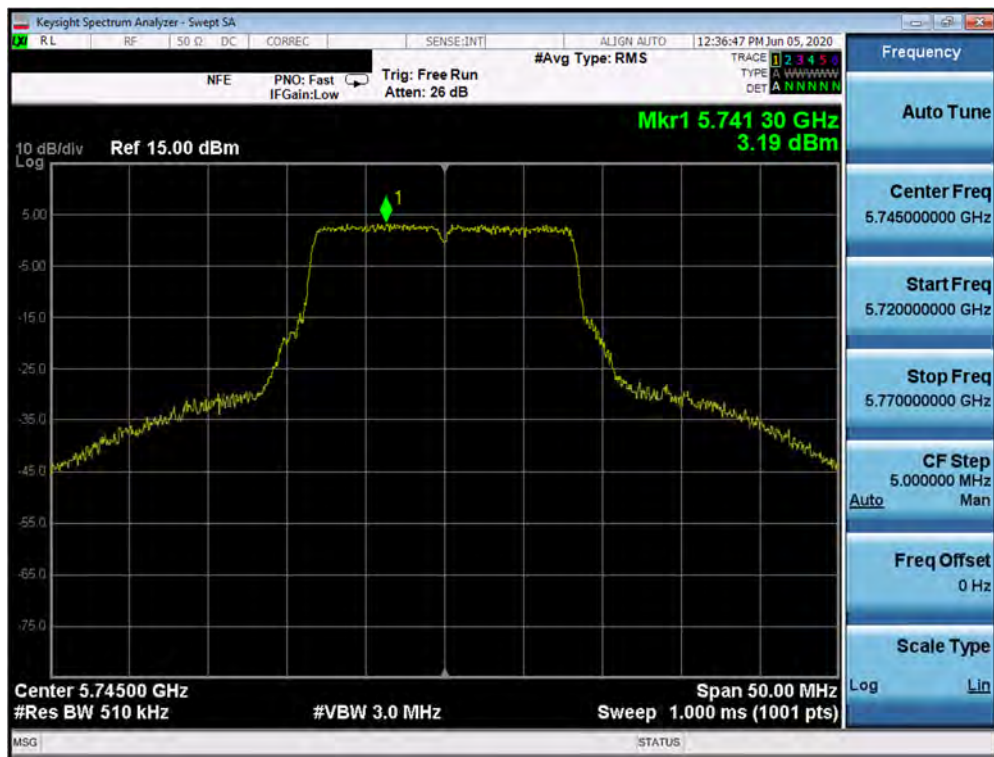 Keysight Spectrum Analyzer - Swept SA
LXI RL RF 50 Ω DC CORREC SENSE:INT ALIGN AUTO 12:36:47 PM Jun 05, 2020
#Avg Type: RMS TRACE 1 2 3 4 5 6
NFE PNO: Fast Trig: Free Run TYPE A WWWWW
IFGain:Low Atten: 26 dB DET A N N N N N
Mkr1 5.741 30 GHz
3.19 dBm
10 dB/div Ref 15.00 dBm
Log
1
5.00
-5.00
-15.0
-25.0
-35.0
-45.0
-55.0
-65.0
-75.0
Center 5.74500 GHz Span 50.00 MHz
#Res BW 510 kHz #VBW 3.0 MHz Sweep 1.000 ms (1001 pts)
MSG STATUS
Frequency
Auto Tune
Center Freq
5.745000000 GHz
Start Freq
5.720000000 GHz
Stop Freq
5.770000000 GHz
CF Step
5.000000 MHz
Auto Man
Freq Offset
0 Hz
Scale Type
Log Lin